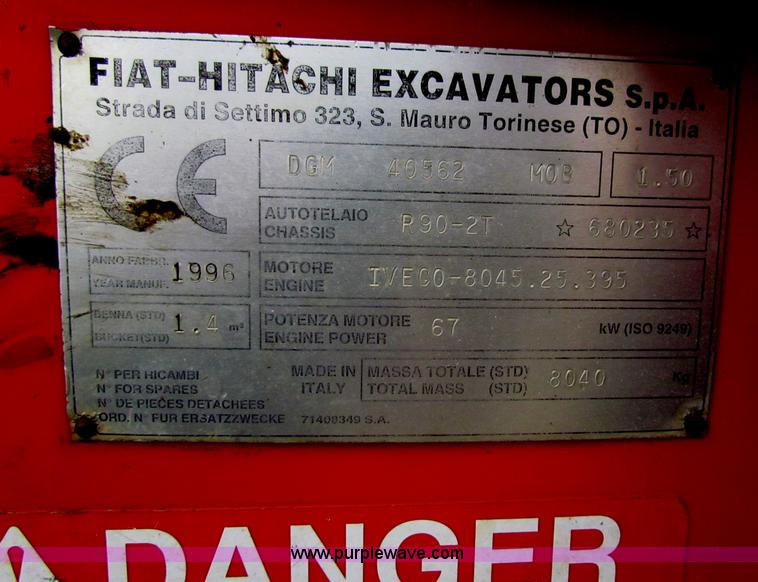 FIAT-HITACHI EXCAVATORS S.p.A.
Strada di Settimo 323, S. Mauro Torinese (TO) - Italia
CE
DGM 40562 MOB 1.50
AUTOTELAIO
CHASSIS
R90-2T ☆ 680235 ☆
ANNO FABBR.
YEAR MANUF.
1996
MOTORE
ENGINE
IVECO-8045.25.395
BENNA (STD)
BUCKET(STD)
1.4 m³
POTENZA MOTORE
ENGINE POWER
67 kW (ISO 9249)
N° PER RICAMBI
N° FOR SPARES
N° DE PIECES DETACHEES
ORD. N° FUR ERSATZZWECKE 71409349 S.A.
MADE IN
ITALY
MASSA TOTALE (STD)
TOTAL MASS (STD)
8040 Kg
DANGER
www.purplewave.com